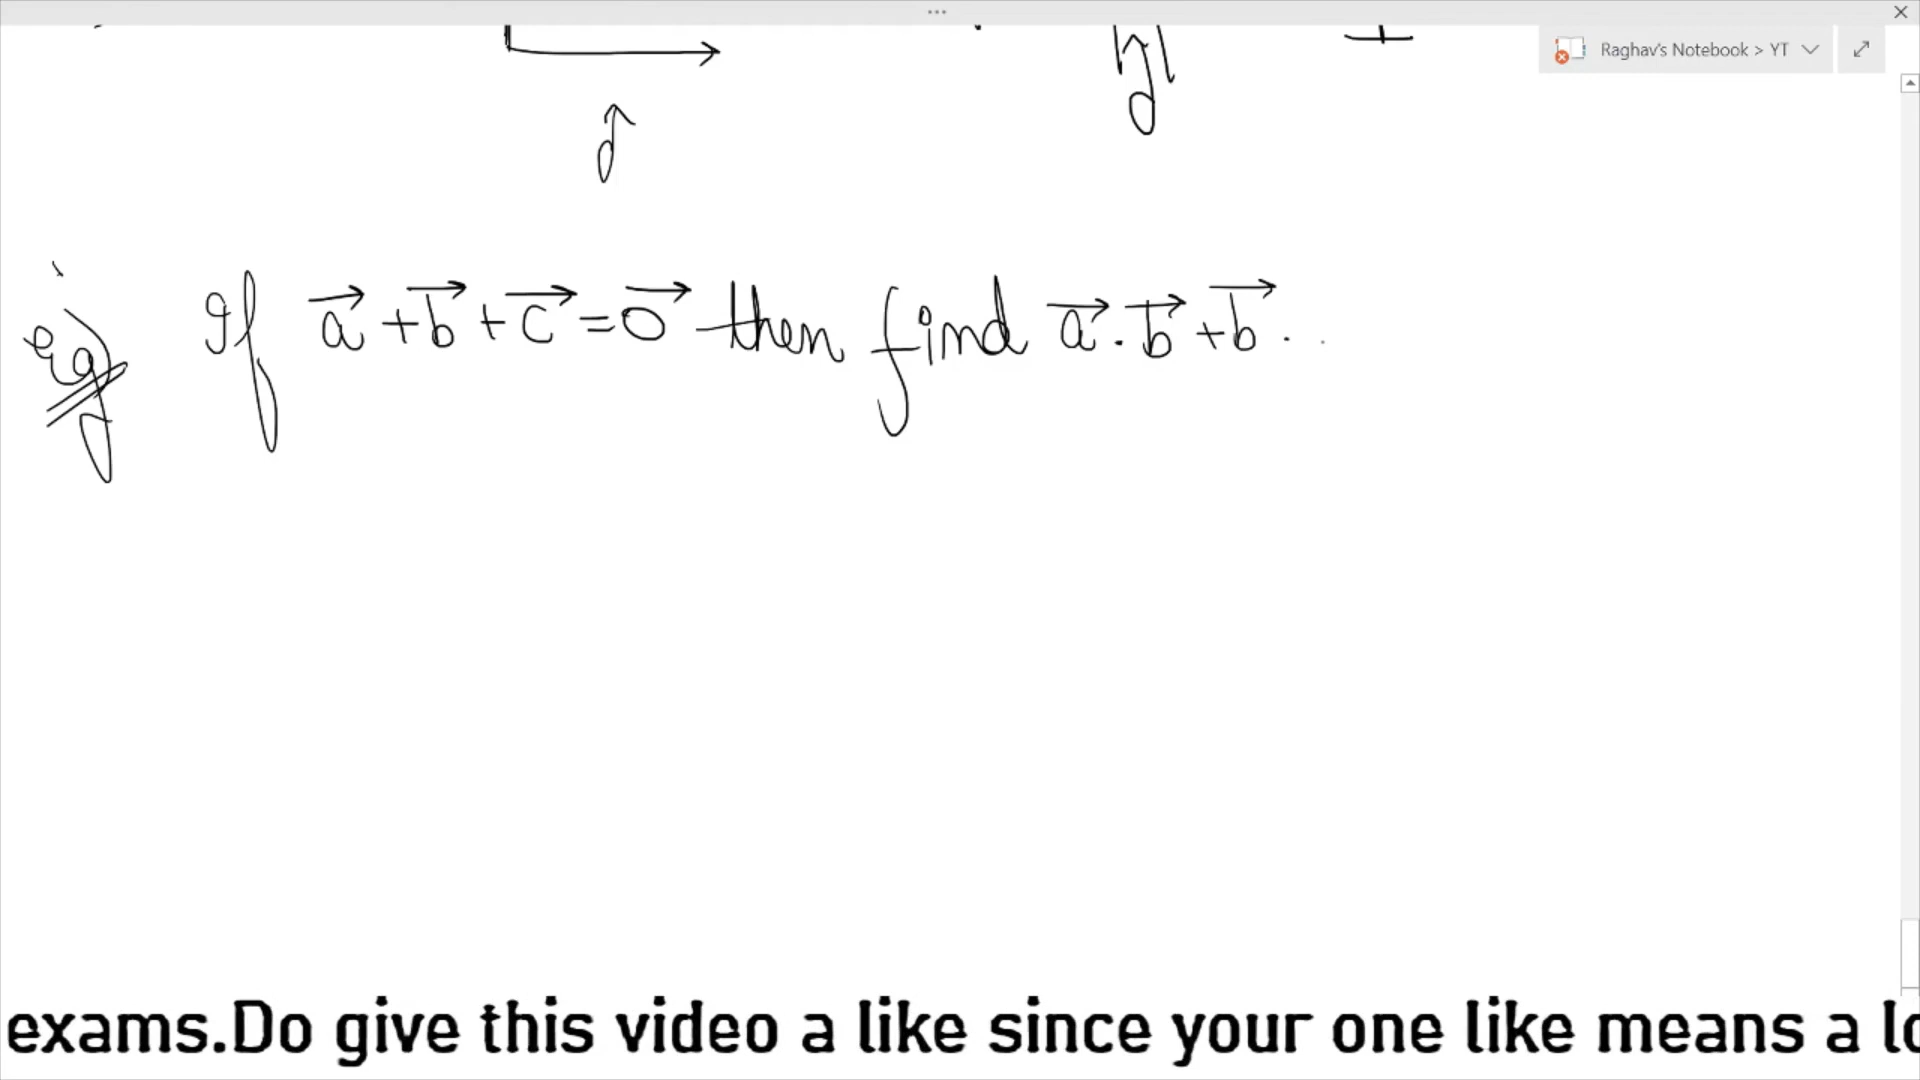 Raghav's Notebook > YT
eg) If a⃗ + b⃗ + c⃗ = 0⃗ then find a⃗ . b⃗ + b⃗ .
exams.Do give this video a like since your one like means a lo